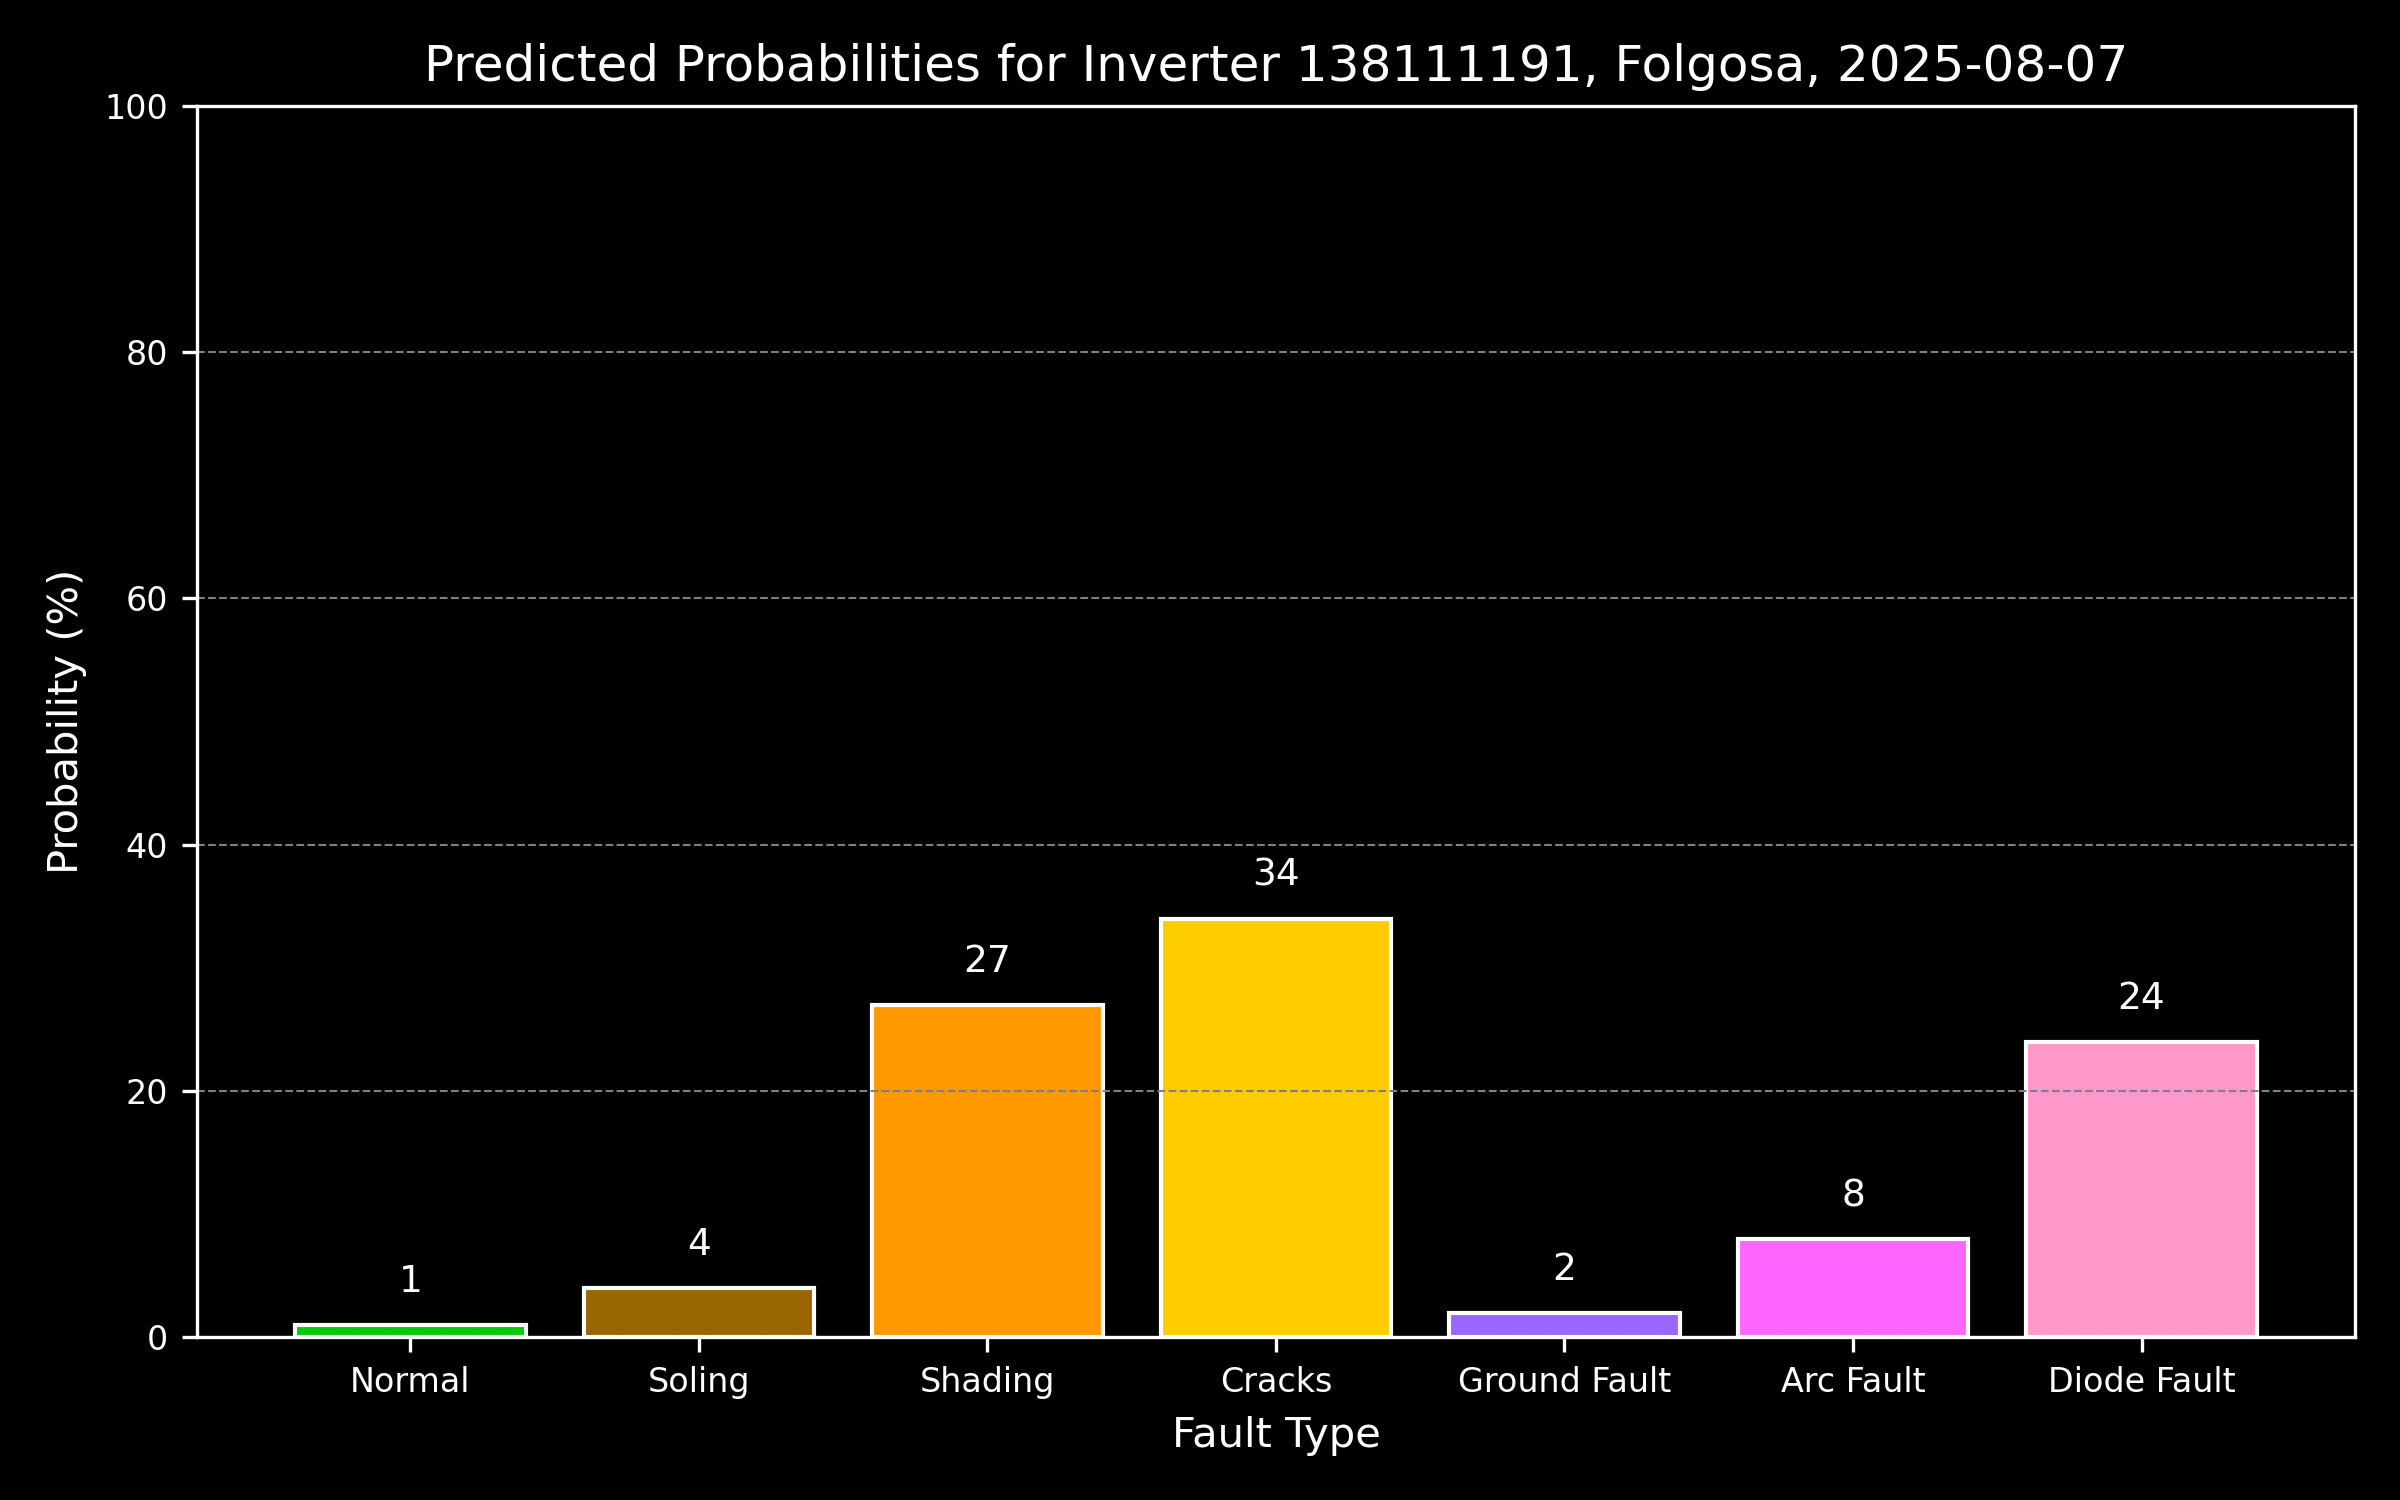 Predicted Probabilities for Inverter 138111191, Folgosa, 2025-08-07
100
80
60
40
20
0
Probability (%)
1
4
27
34
2
8
24
Normal
Soling
Shading
Cracks
Ground Fault
Arc Fault
Diode Fault
Fault Type